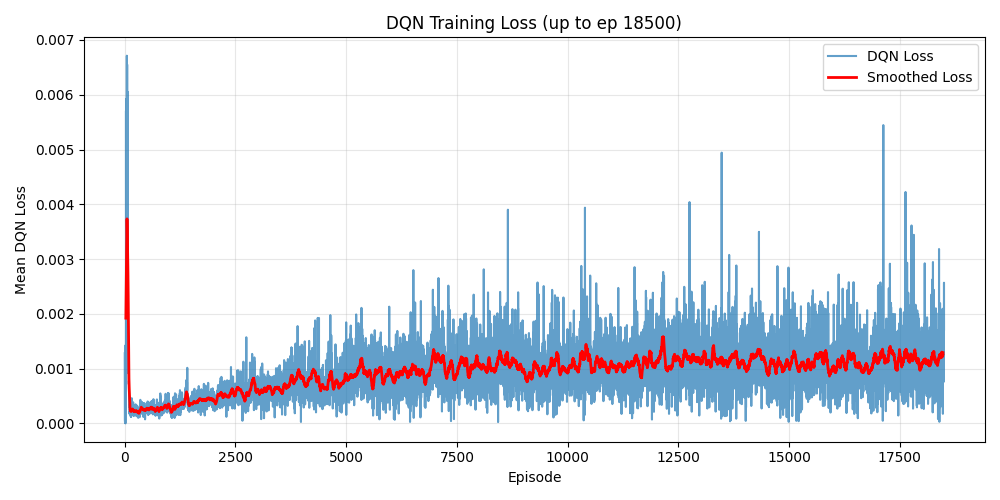 DQN Training Loss (up to ep 18500)
DQN Loss
Smoothed Loss
Mean DQN Loss
0.007
0.006
0.005
0.004
0.003
0.002
0.001
0.000
0 2500 5000 7500 10000 12500 15000 17500
Episode